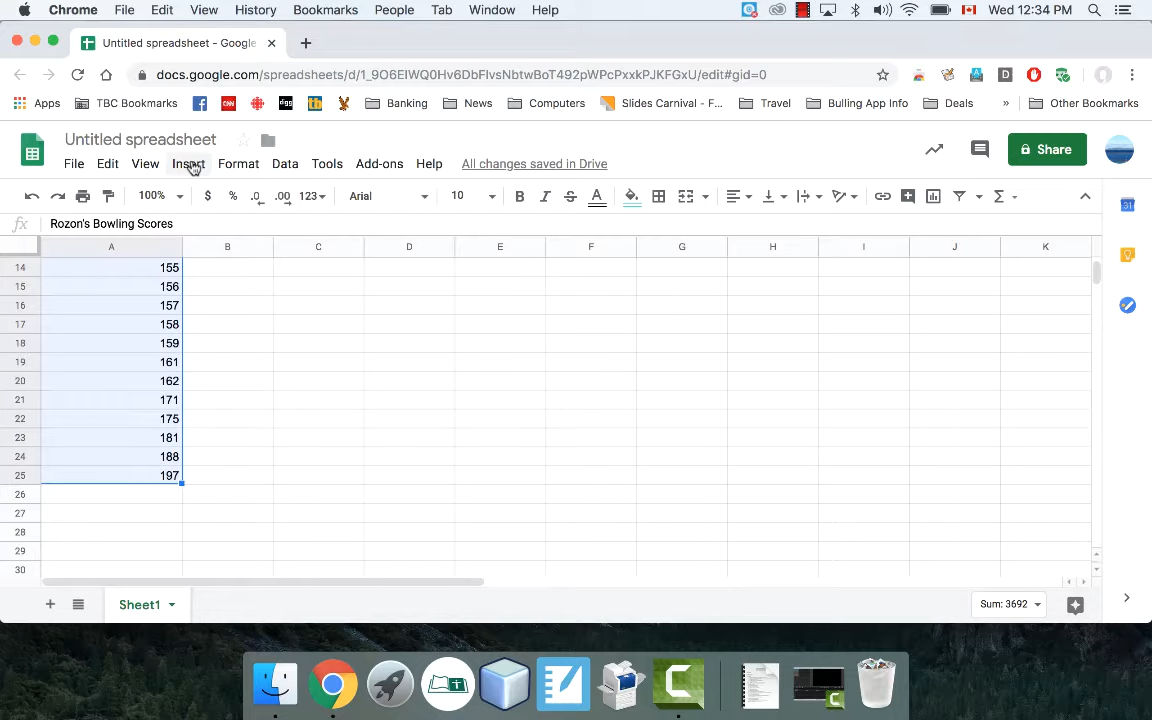 Chrome File Edit View History Bookmarks People Tab Window Help Wed 12:34 PM
Untitled spreadsheet - Google
docs.google.com/spreadsheets/d/1_9O6EIWQ0Hv6DbFIvsNbtwBoT492pWPcPxxkPJKFGxU/edit#gid=0
Apps TBC Bookmarks CNN digg tb Banking News Computers Slides Carnival - F... Travel Bulling App Info Deals » Other Bookmarks
Untitled spreadsheet
File Edit View Insert Format Data Tools Add-ons Help All changes saved in Drive Share
100% $ % .0 .00 123 Arial 10 B I S A Σ
fx Rozon's Bowling Scores
A B C D E F G H I J K
14 155
15 156
16 157
17 158
18 159
19 161
20 162
21 171
22 175
23 181
24 188
25 197
26
27
28
29
30
+ Sheet1 Sum: 3692